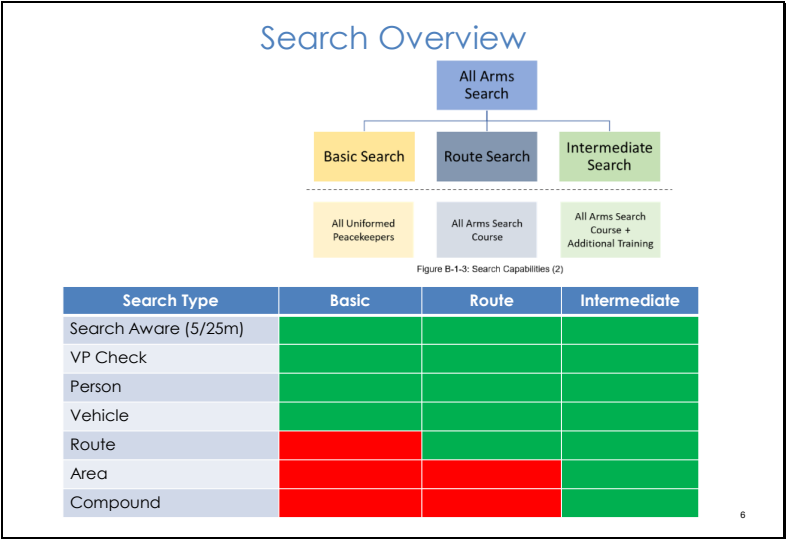 Search Overview
All Arms
Search
Basic Search
Route Search
Intermediate
Search
All Uniformed
Peacekeepers
All Arms Search
Course
All Arms Search
Course +
Additional Training
Figure B-1-3: Search Capabilities (2)
Search Type Basic Route Intermediate
Search Aware (5/25m)
VP Check
Person
Vehicle
Route
Area
Compound
6